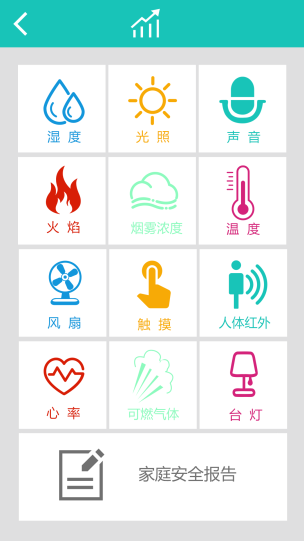 湿度 光照 声音
火焰 烟雾浓度 温度
风扇 触摸 人体红外
心率 可燃气体 台灯
家庭安全报告